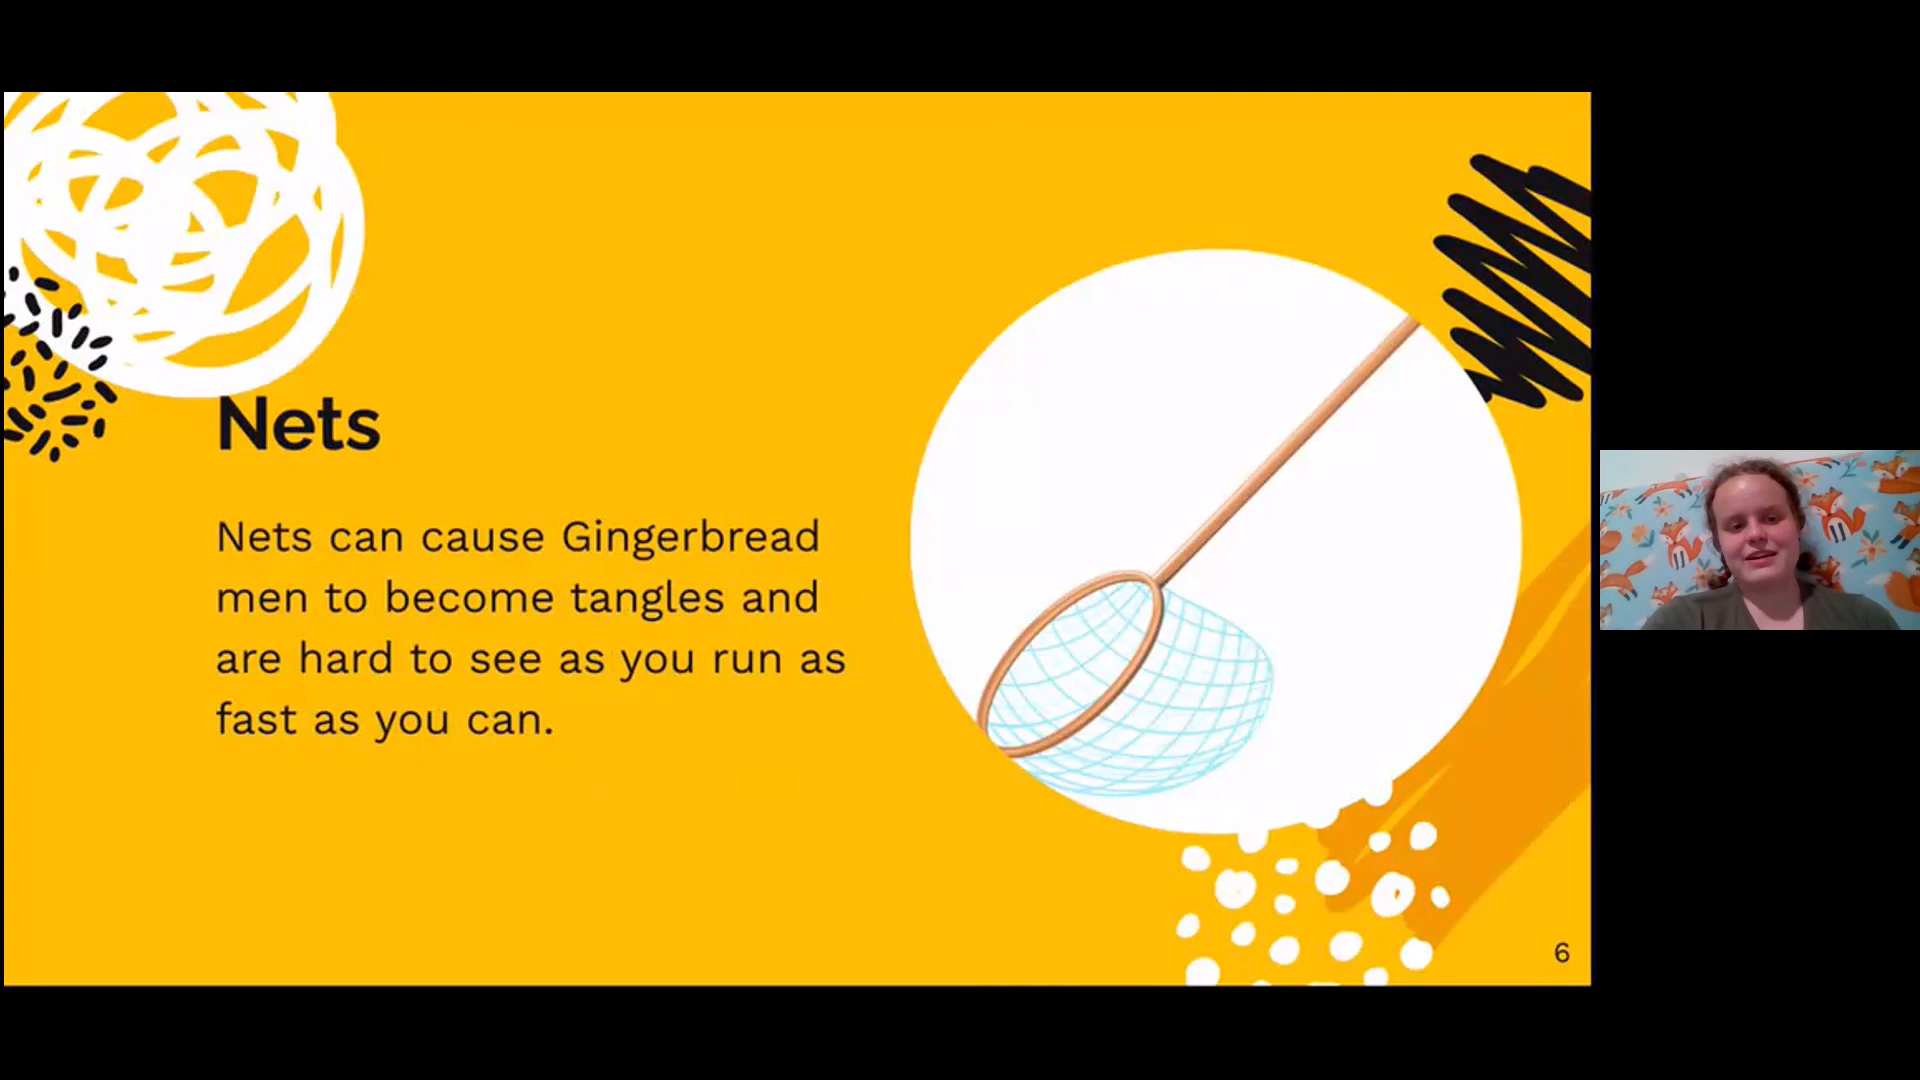 Nets
Nets can cause Gingerbread
men to become tangles and
are hard to see as you run as
fast as you can.
6